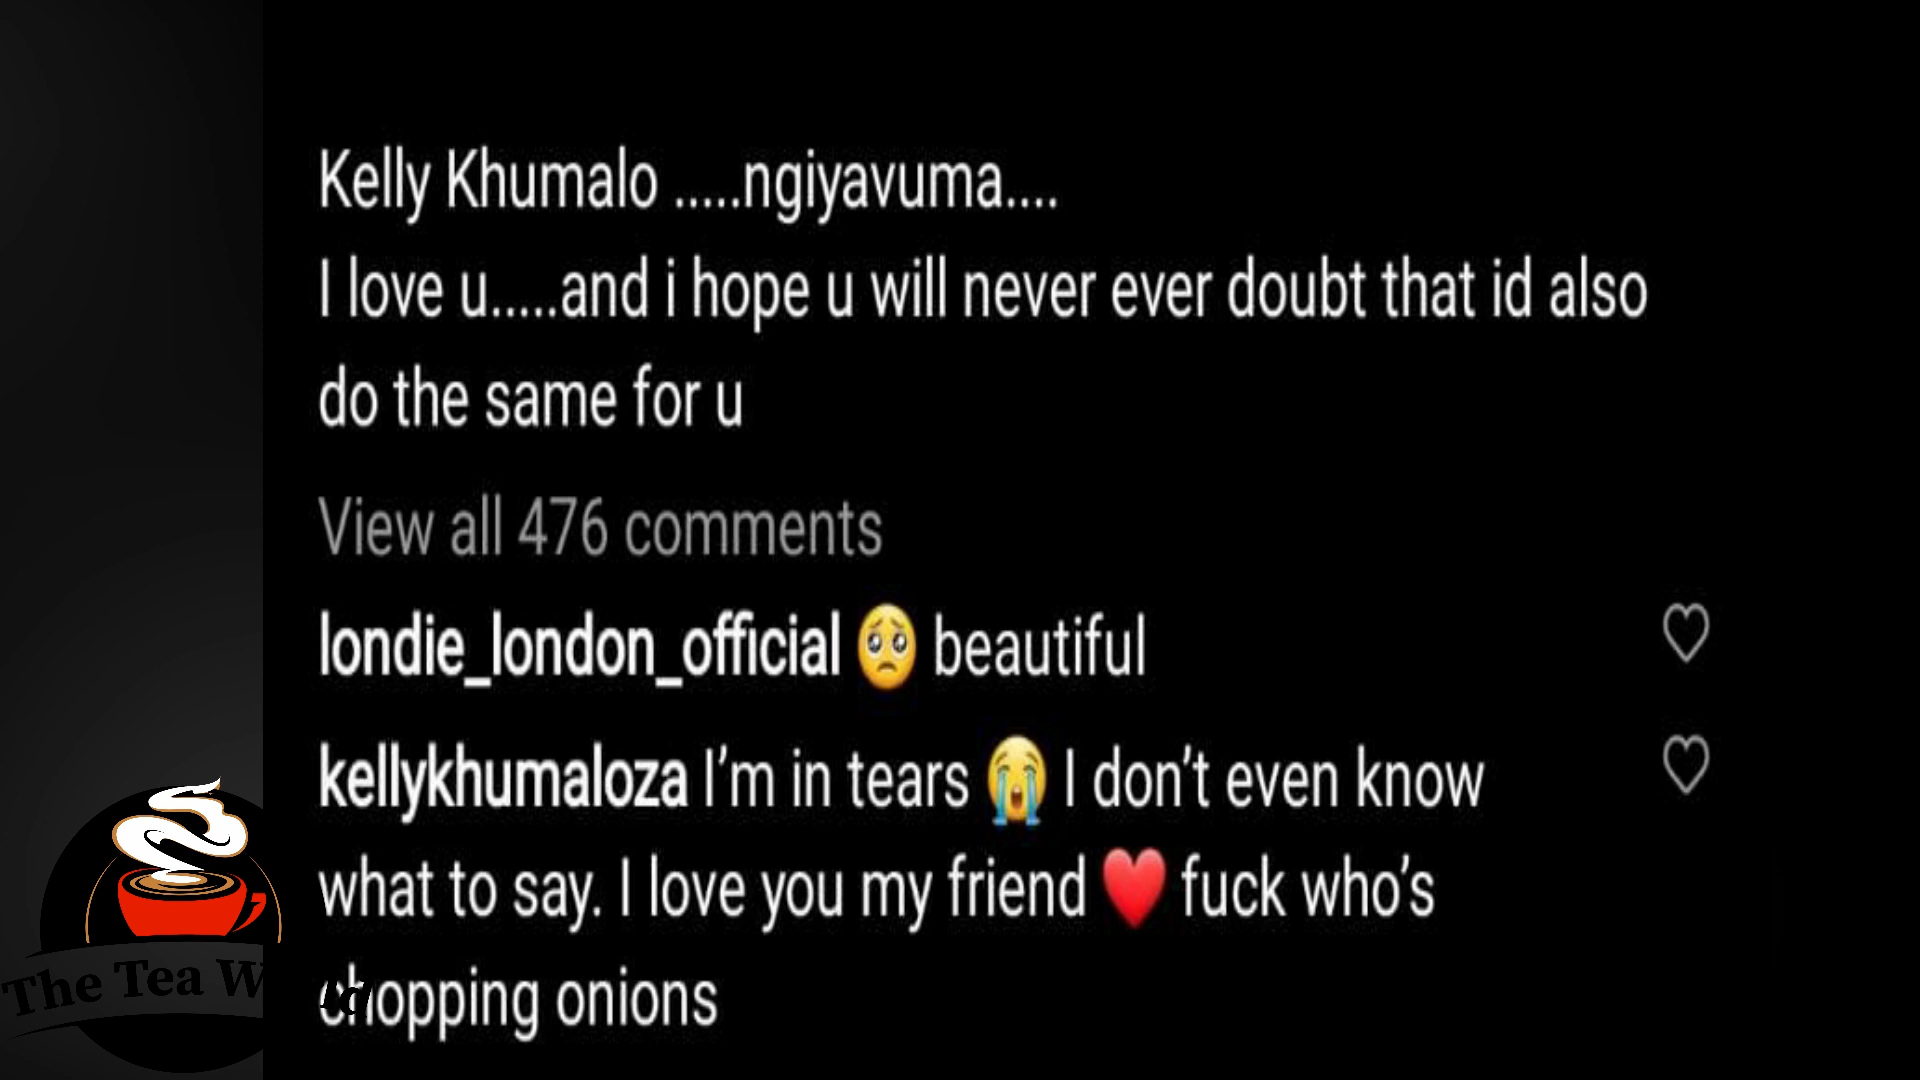 Kelly Khumalo .....ngiyavuma....
I love u.....and i hope u will never ever doubt that id also
do the same for u
View all 476 comments
londie_london_official 🥺 beautiful
kellykhumaloza I'm in tears 😭 I don't even know
what to say. I love you my friend ❤️ fuck who's
chopping onions
The Tea W